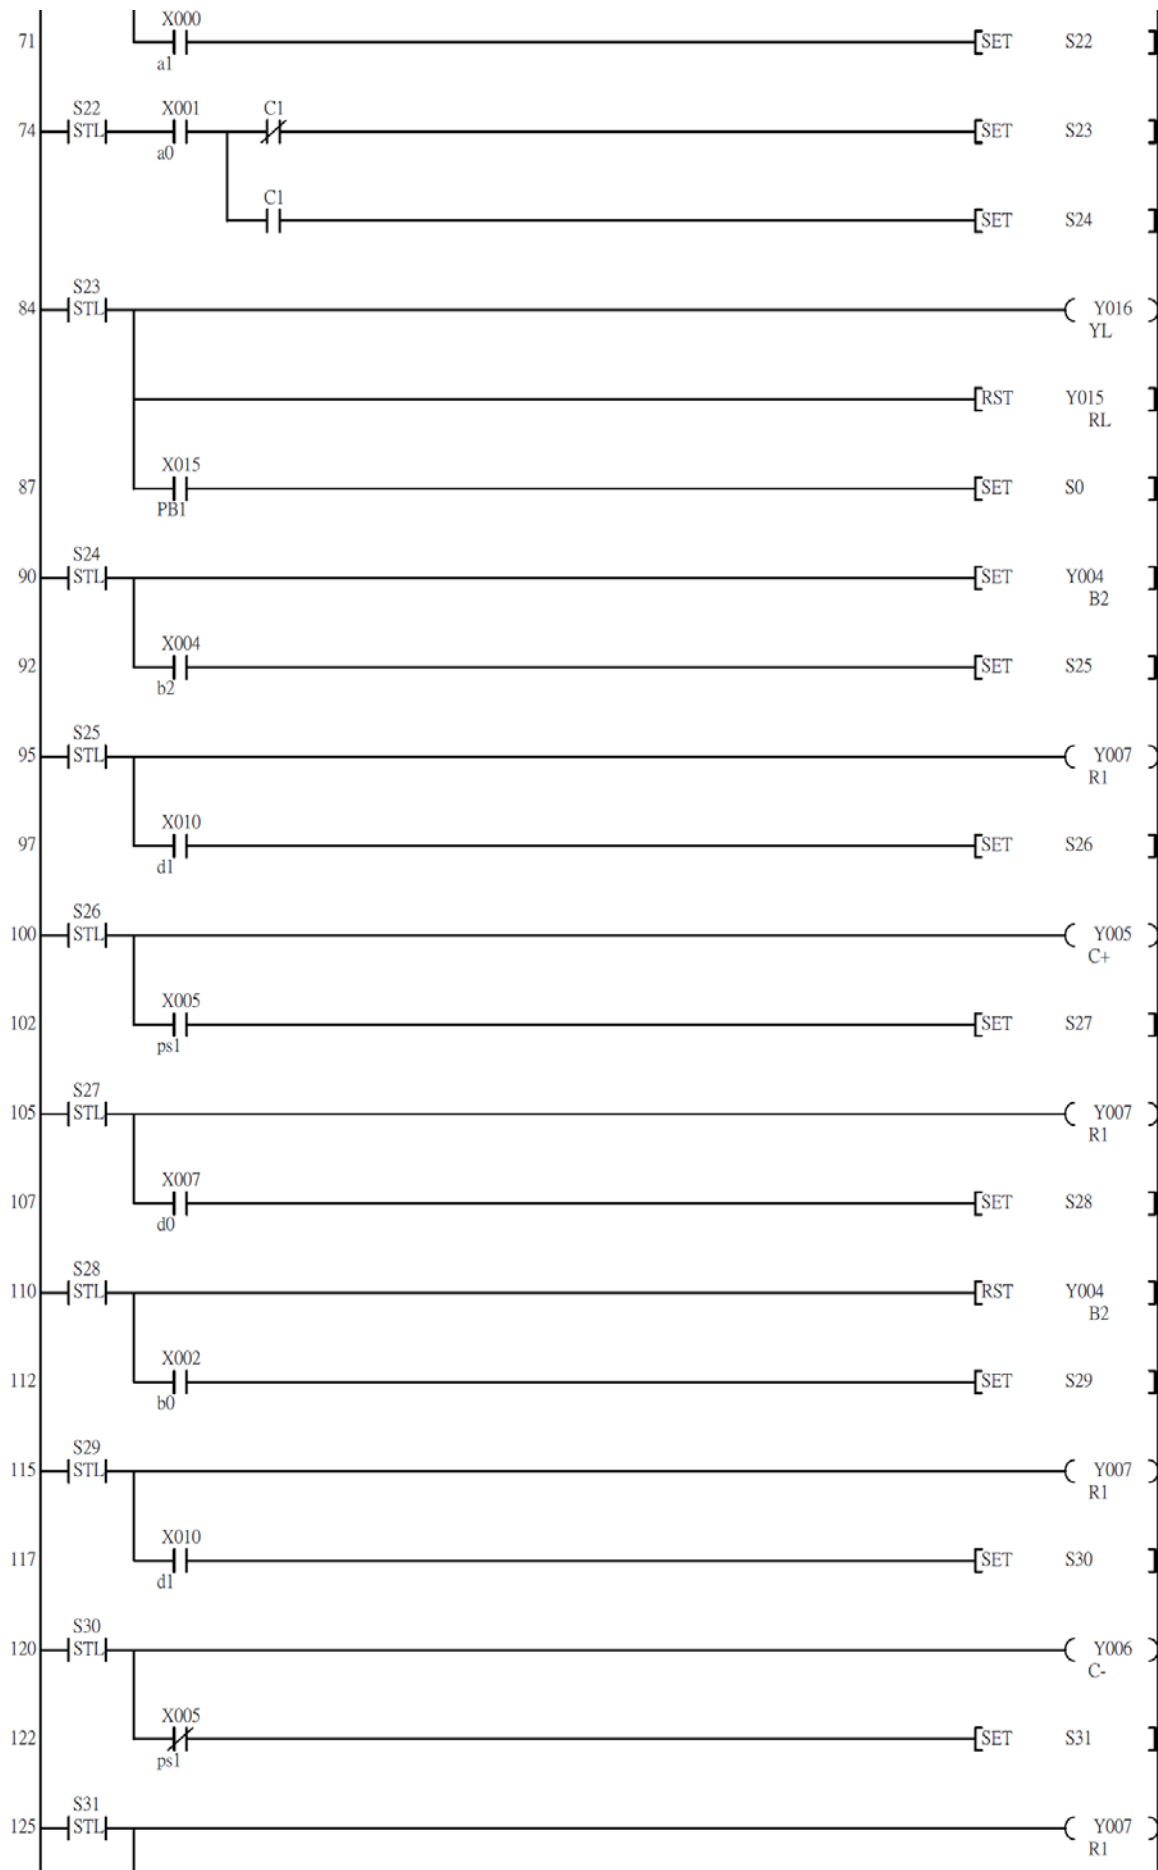 X000
71 SET S22
a1
S22 X001 C1
74 STL SET S23
a0
C1
SET S24
S23
84 STL Y016
YL
RST Y015
RL
X015
87 SET S0
PB1
S24
90 STL SET Y004
B2
X004
92 SET S25
b2
S25
95 STL Y007
R1
X010
97 SET S26
d1
S26
100 STL Y005
C+
X005
102 SET S27
ps1
S27
105 STL Y007
R1
X007
107 SET S28
d0
S28
110 STL RST Y004
B2
X002
112 SET S29
b0
S29
115 STL Y007
R1
X010
117 SET S30
d1
S30
120 STL Y006
C-
X005
122 SET S31
ps1
S31
125 STL Y007
R1